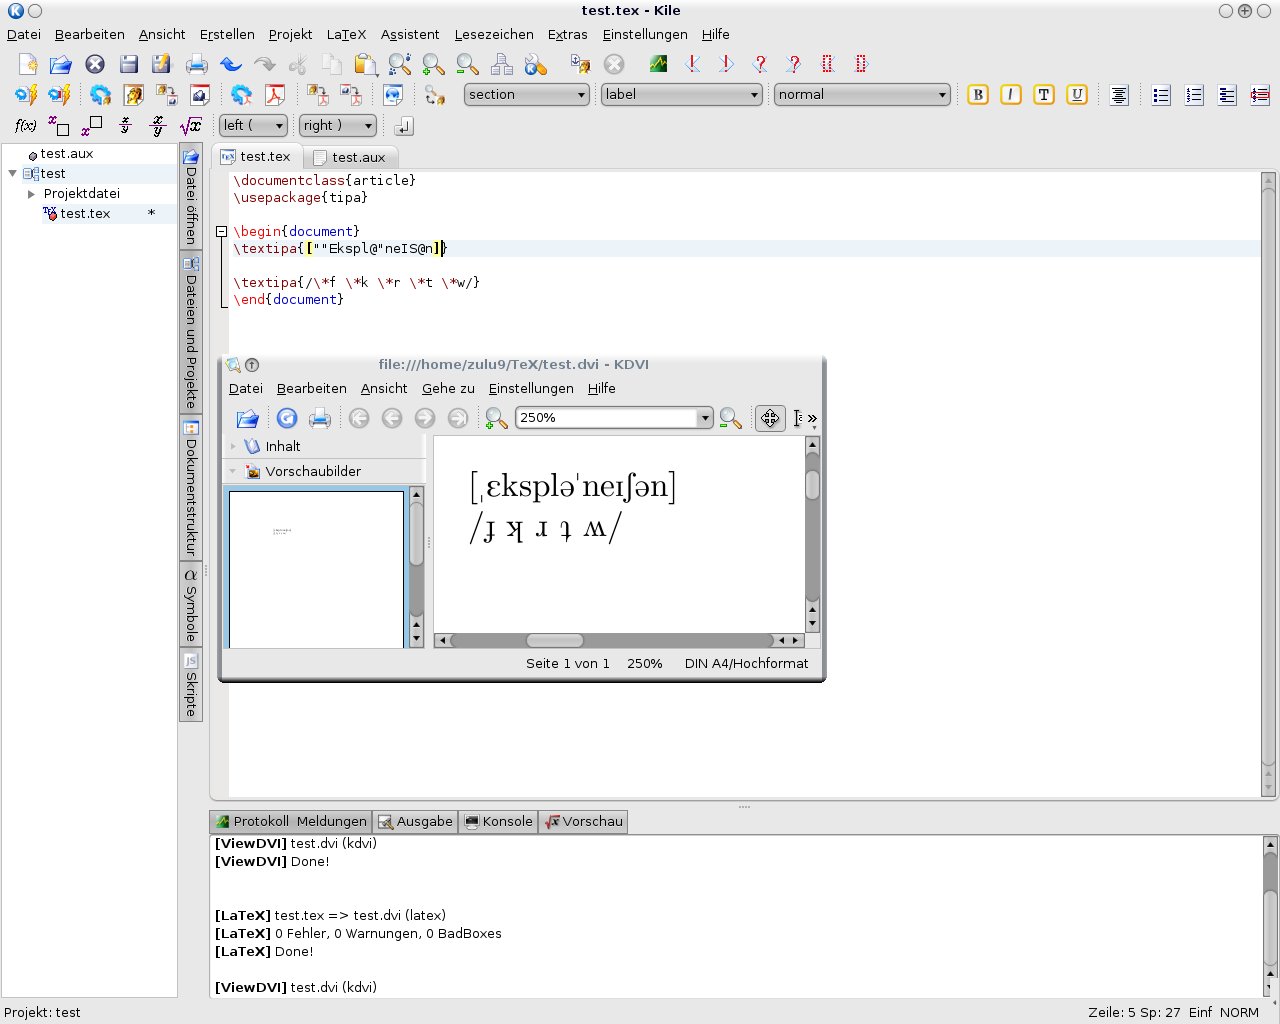 test.tex - Kile
Datei Bearbeiten Ansicht Erstellen Projekt LaTeX Assistent Lesezeichen Extras Einstellungen Hilfe
section label normal
B I T U
f(x) x x x/y x/y √x left ( right )
test.aux
test
Projektdatei
test.tex *
Datei öffnen
Dateien und Projekte
Dokumentstruktur
α Symbole
JS Skripte
test.tex test.aux
\documentclass{article}
\usepackage{tipa}
\begin{document}
\textipa{[""Ekspl@"neIS@n]}
\textipa{/\*f \*k \*r \*t \*w/}
\end{document}
file:///home/zulu9/TeX/test.dvi - KDVI
Datei Bearbeiten Ansicht Gehe zu Einstellungen Hilfe
250%
Inhalt
Vorschaubilder
[ˌɛkspləˈneɪʃən]
/ɟ ʞ ɹ ʇ ʍ/
Seite 1 von 1 250% DIN A4/Hochformat
Protokoll Meldungen Ausgabe Konsole Vorschau
[ViewDVI] test.dvi (kdvi)
[ViewDVI] Done!
[LaTeX] test.tex => test.dvi (latex)
[LaTeX] 0 Fehler, 0 Warnungen, 0 BadBoxes
[LaTeX] Done!
[ViewDVI] test.dvi (kdvi)
Projekt: test
Zeile: 5 Sp: 27 Einf NORM